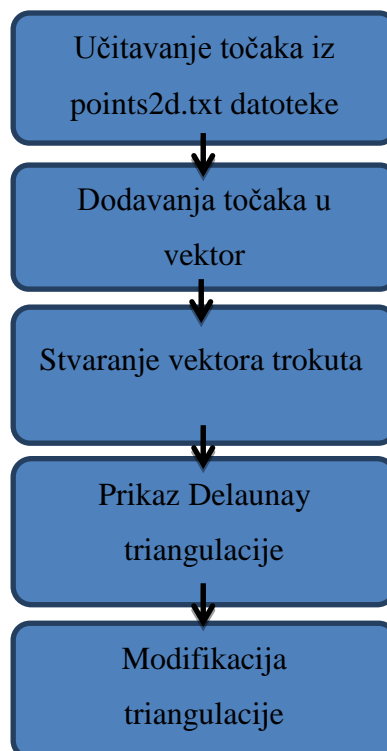 Učitavanje točaka iz
points2d.txt datoteke
Dodavanja točaka u
vektor
Stvaranje vektora trokuta
Prikaz Delaunay
triangulacije
Modifikacija
triangulacije